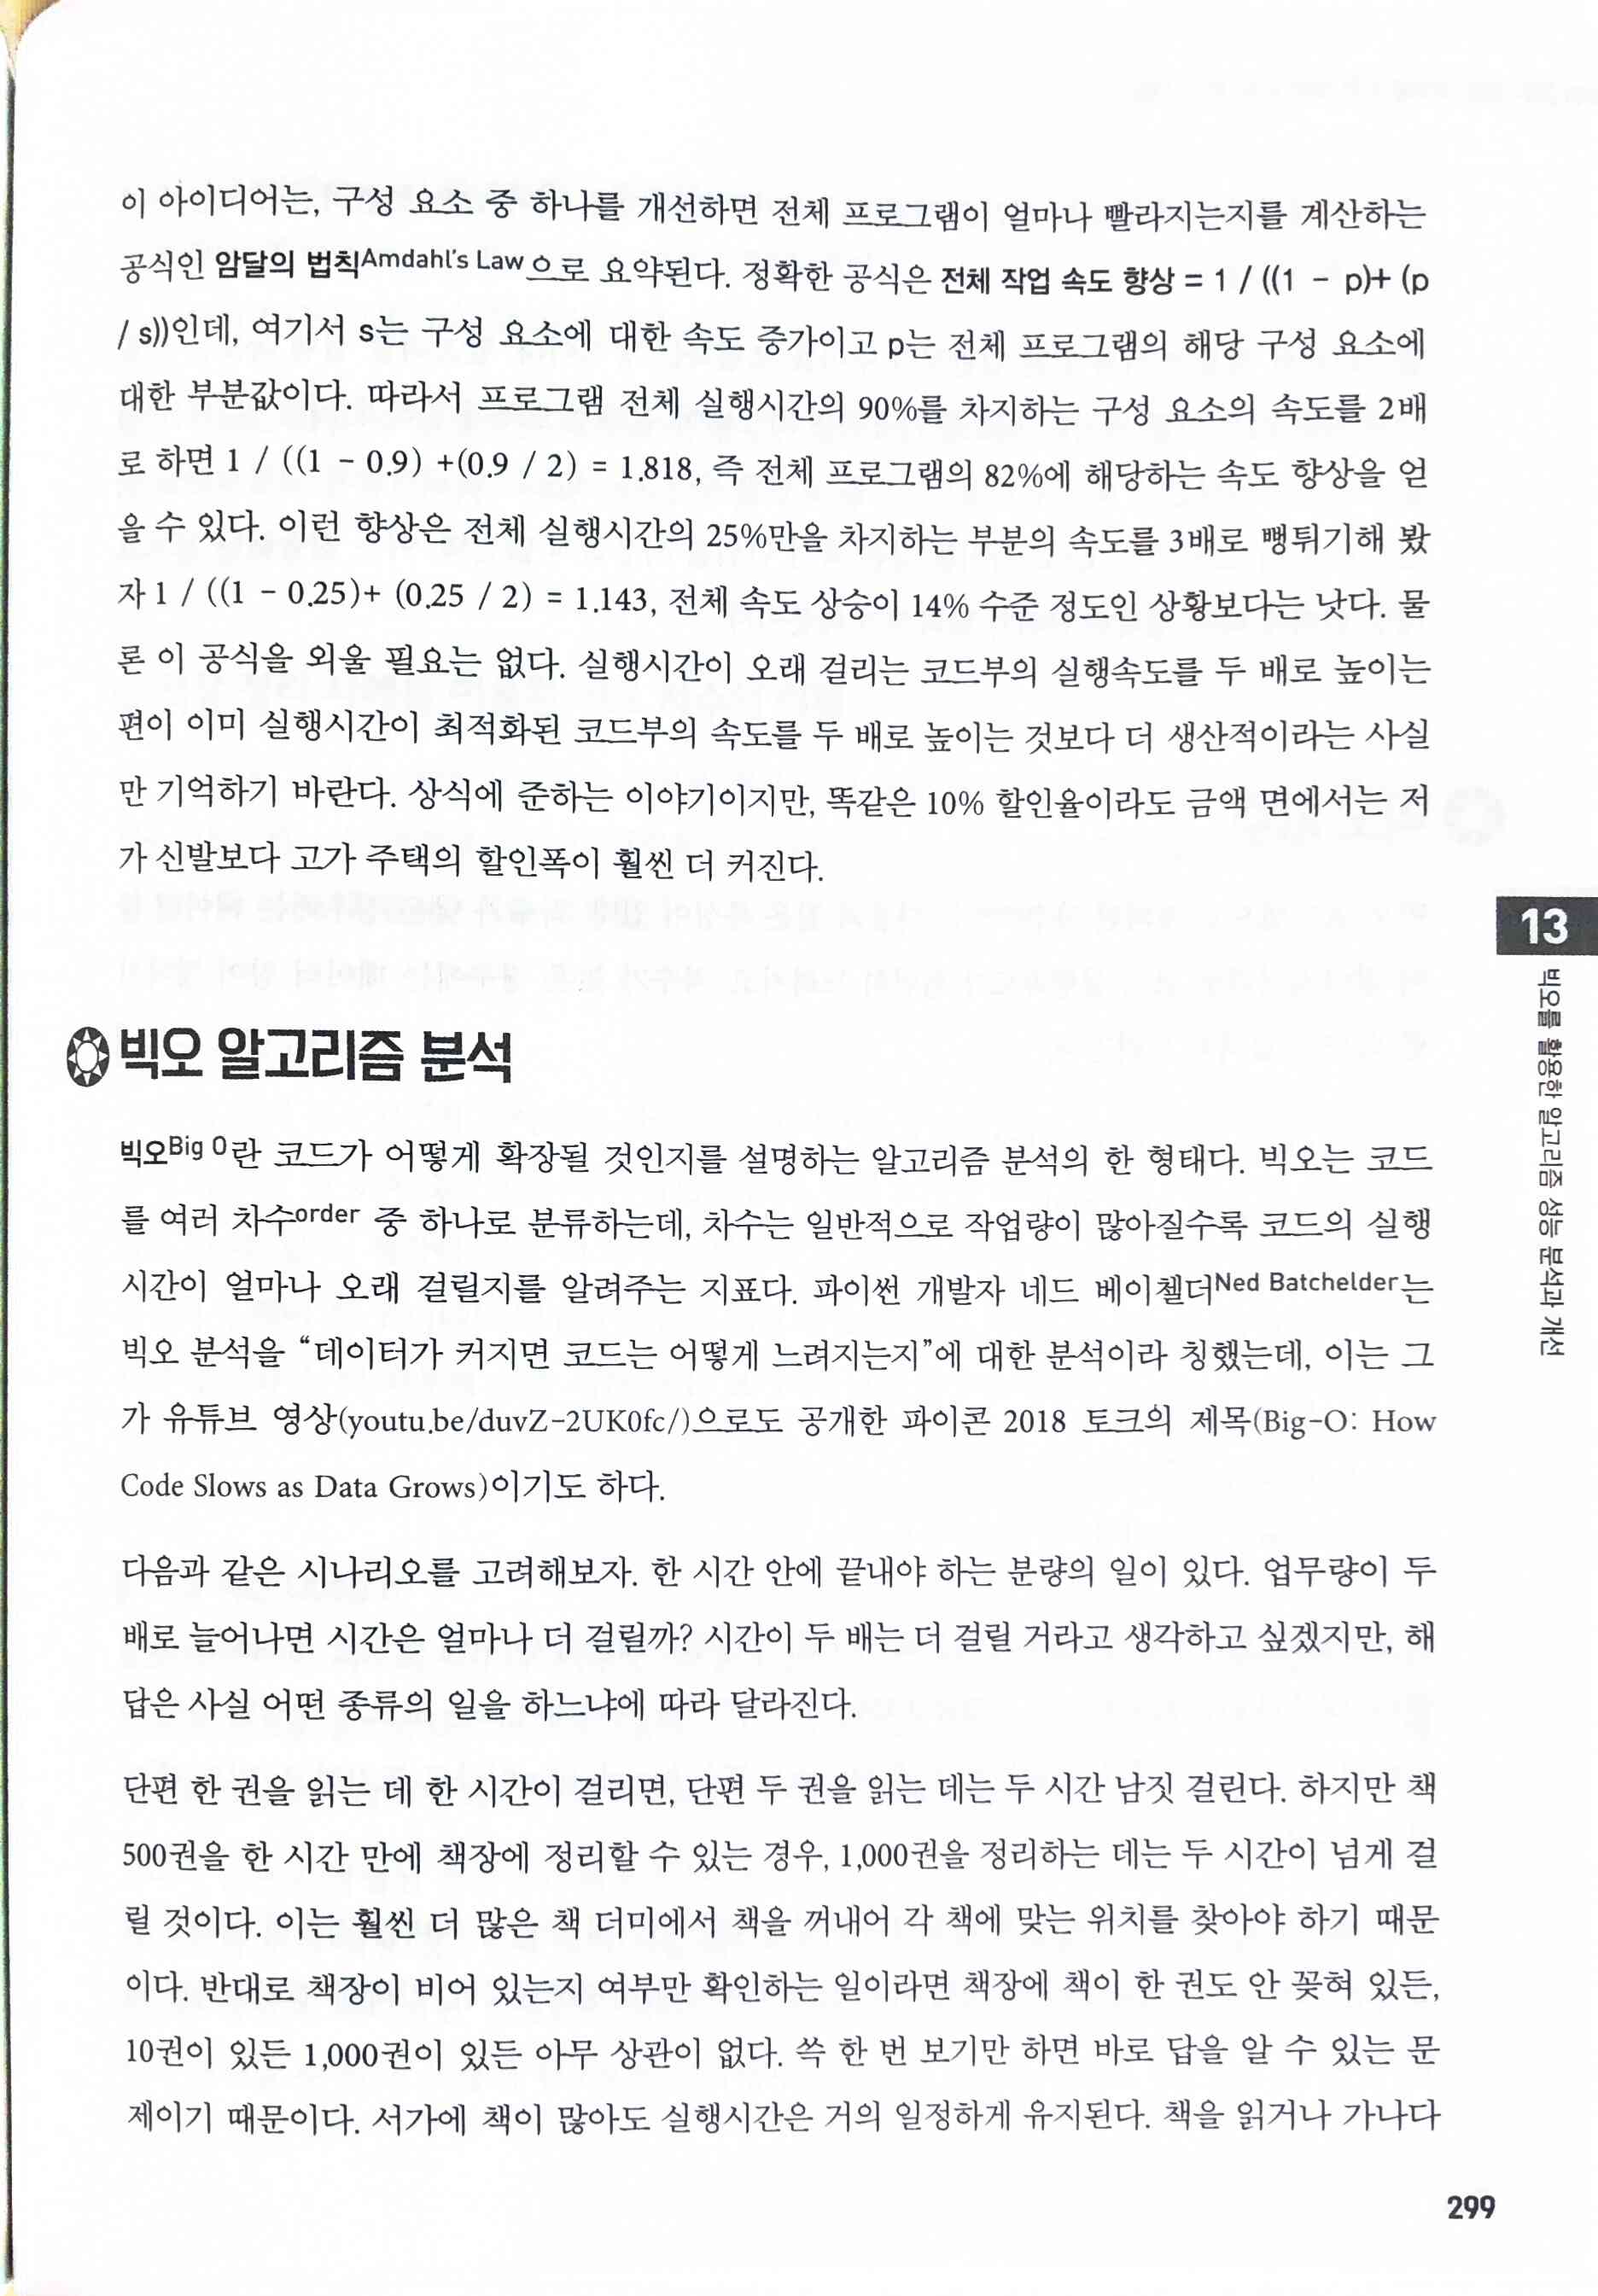 이 아이디어는, 구성 요소 중 하나를 개선하면 전체 프로그램이 얼마나 빨라지는지를 계산하는
공식인 암달의 법칙Amdahl's Law으로 요약된다. 정확한 공식은 전체 작업 속도 향상 = 1 / ((1 - p)+ (p
/ s))인데, 여기서 s는 구성 요소에 대한 속도 증가이고 p는 전체 프로그램의 해당 구성 요소에
대한 부분값이다. 따라서 프로그램 전체 실행시간의 90%를 차지하는 구성 요소의 속도를 2배
로 하면 1 / ((1 - 0.9) +(0.9 / 2) = 1.818, 즉 전체 프로그램의 82%에 해당하는 속도 향상을 얻
을 수 있다. 이런 향상은 전체 실행시간의 25%만을 차지하는 부분의 속도를 3배로 뻥튀기해 봤
자 1 / ((1 - 0.25)+ (0.25 / 2) = 1.143, 전체 속도 상승이 14% 수준 정도인 상황보다는 낫다. 물
론 이 공식을 외울 필요는 없다. 실행시간이 오래 걸리는 코드부의 실행속도를 두 배로 높이는
편이 이미 실행시간이 최적화된 코드부의 속도를 두 배로 높이는 것보다 더 생산적이라는 사실
만 기억하기 바란다. 상식에 준하는 이야기이지만, 똑같은 10% 할인율이라도 금액 면에서는 저
가 신발보다 고가 주택의 할인폭이 훨씬 더 커진다.
빅오 알고리즘 분석
빅오Big O란 코드가 어떻게 확장될 것인지를 설명하는 알고리즘 분석의 한 형태다. 빅오는 코드
를 여러 차수order 중 하나로 분류하는데, 차수는 일반적으로 작업량이 많아질수록 코드의 실행
시간이 얼마나 오래 걸릴지를 알려주는 지표다. 파이썬 개발자 네드 베이첼더Ned Batchelder는
빅오 분석을 “데이터가 커지면 코드는 어떻게 느려지는지”에 대한 분석이라 칭했는데, 이는 그
가 유튜브 영상(youtu.be/duvZ-2UK0fc/)으로도 공개한 파이콘 2018 토크의 제목(Big-O: How
Code Slows as Data Grows)이기도 하다.
다음과 같은 시나리오를 고려해보자. 한 시간 안에 끝내야 하는 분량의 일이 있다. 업무량이 두
배로 늘어나면 시간은 얼마나 더 걸릴까? 시간이 두 배는 더 걸릴 거라고 생각하고 싶겠지만, 해
답은 사실 어떤 종류의 일을 하느냐에 따라 달라진다.
단편 한 권을 읽는 데 한 시간이 걸리면, 단편 두 권을 읽는 데는 두 시간 남짓 걸린다. 하지만 책
500권을 한 시간 만에 책장에 정리할 수 있는 경우, 1,000권을 정리하는 데는 두 시간이 넘게 걸
릴 것이다. 이는 훨씬 더 많은 책 더미에서 책을 꺼내어 각 책에 맞는 위치를 찾아야 하기 때문
이다. 반대로 책장이 비어 있는지 여부만 확인하는 일이라면 책장에 책이 한 권도 안 꽂혀 있든,
10권이 있든 1,000권이 있든 아무 상관이 없다. 쓱 한 번 보기만 하면 바로 답을 알 수 있는 문
제이기 때문이다. 서가에 책이 많아도 실행시간은 거의 일정하게 유지된다. 책을 읽거나 가나다
13
빅오를 활용한 알고리즘 성능 분석과 개선
299